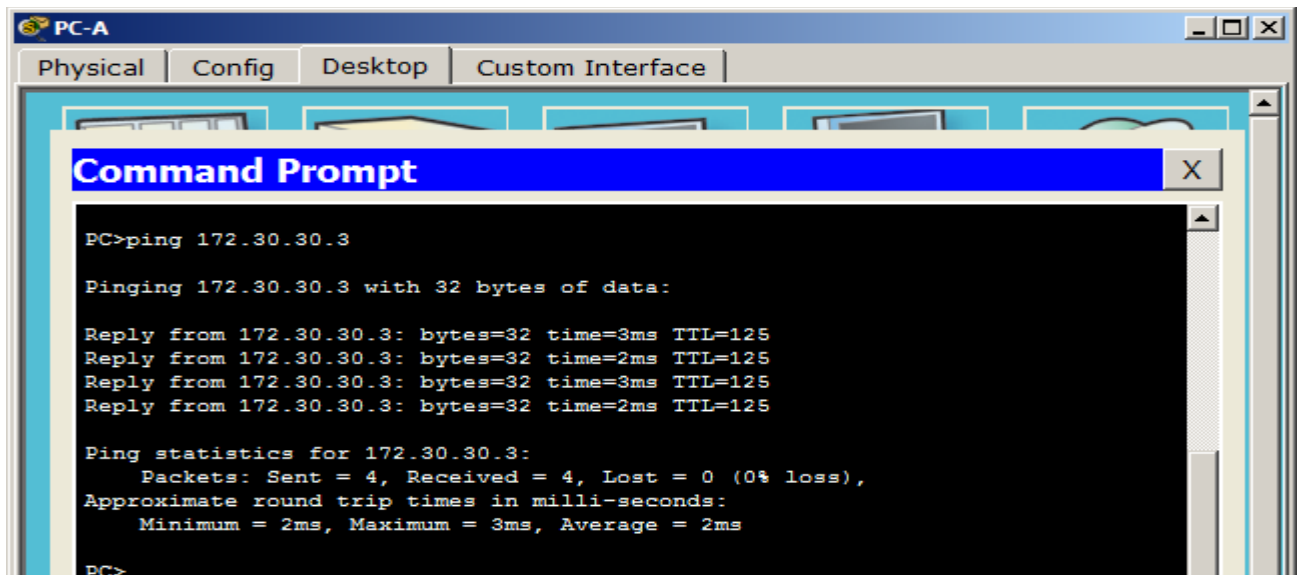 PC-A
Physical Config Desktop Custom Interface
Command Prompt X
PC>ping 172.30.30.3
Pinging 172.30.30.3 with 32 bytes of data:
Reply from 172.30.30.3: bytes=32 time=3ms TTL=125
Reply from 172.30.30.3: bytes=32 time=2ms TTL=125
Reply from 172.30.30.3: bytes=32 time=3ms TTL=125
Reply from 172.30.30.3: bytes=32 time=2ms TTL=125
Ping statistics for 172.30.30.3:
Packets: Sent = 4, Received = 4, Lost = 0 (0% loss),
Approximate round trip times in milli-seconds:
Minimum = 2ms, Maximum = 3ms, Average = 2ms
PC>